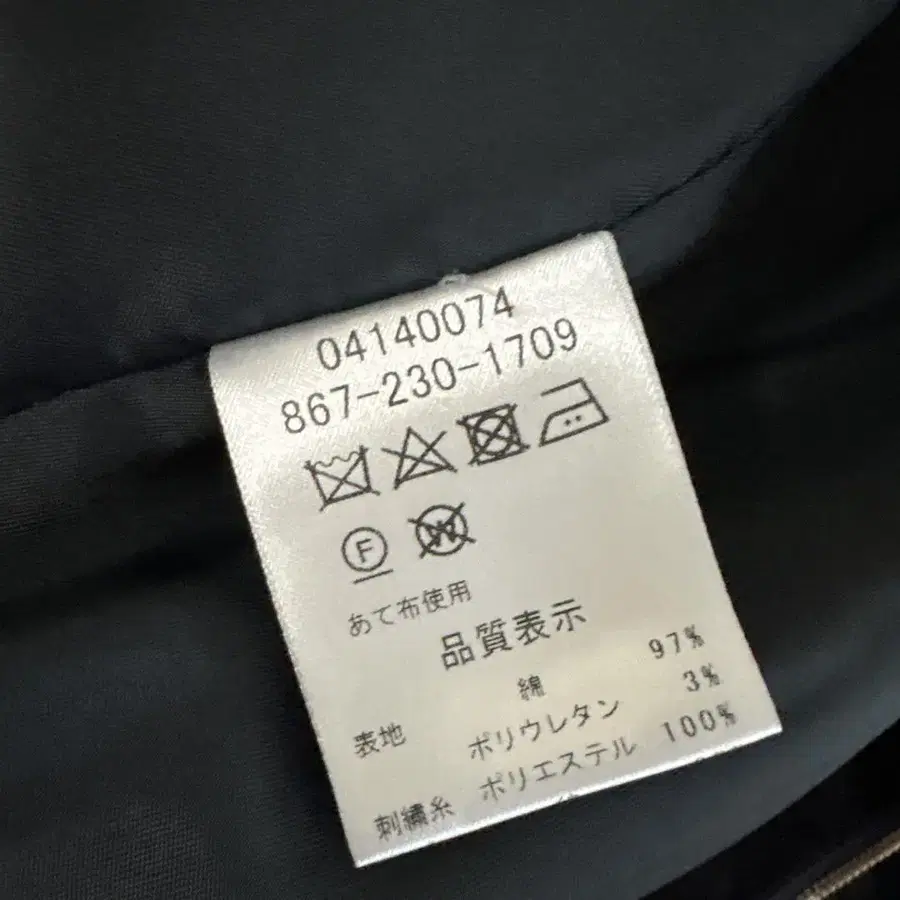 04140074
867-230-1709
F W
あて布使用
品質表示
綿 97%
表地 ポリウレタン 3%
刺繍糸 ポリエステル 100%